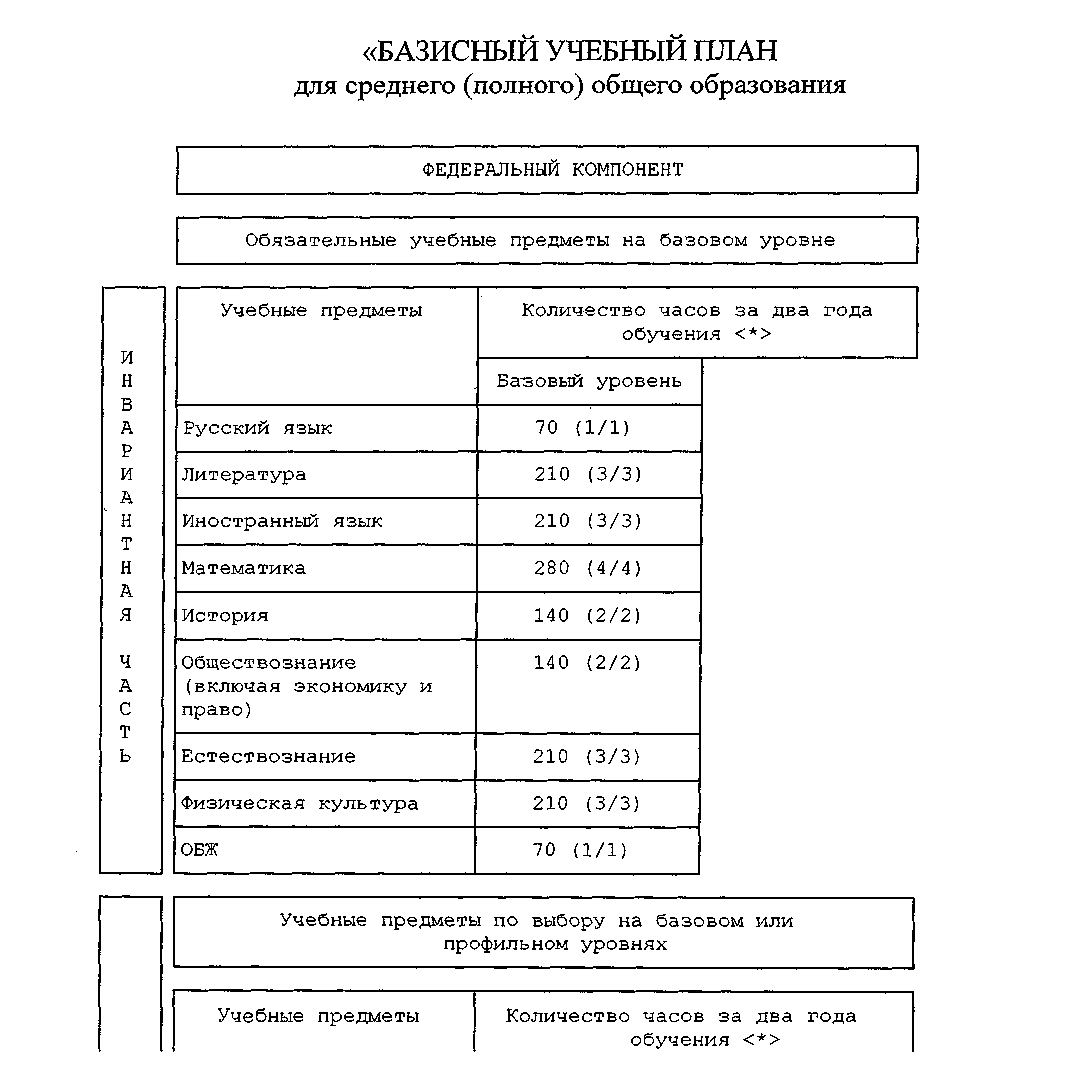 «БАЗИСНЫЙ УЧЕБНЫЙ ПЛАН
для среднего (полного) общего образования
ФЕДЕРАЛЬНЫЙ КОМПОНЕНТ
Обязательные учебные предметы на базовом уровне
ИНВАРИАНТНАЯ ЧАСТЬ
Учебные предметы
Количество часов за два года
обучения <*>
Базовый уровень
Русский язык 70 (1/1)
Литература 210 (3/3)
Иностранный язык 210 (3/3)
Математика 280 (4/4)
История 140 (2/2)
Обществознание 140 (2/2)
(включая экономику и
право)
Естествознание 210 (3/3)
Физическая культура 210 (3/3)
ОБЖ 70 (1/1)
Учебные предметы по выбору на базовом или
профильном уровнях
Учебные предметы
Количество часов за два года
обучения <*>